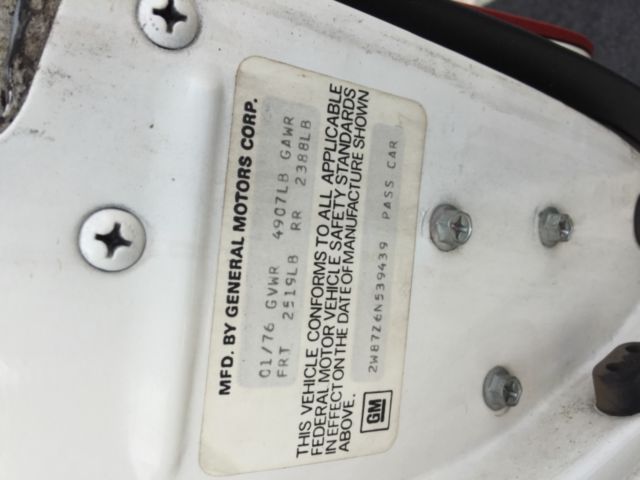 MFD. BY GENERAL MOTORS CORP.
01/76 GVWR 4907LB GAWR
FRT 2519LB RR 2388LB
THIS VEHICLE CONFORMS TO ALL APPLICABLE
FEDERAL MOTOR VEHICLE SAFETY STANDARDS
IN EFFECT ON THE DATE OF MANUFACTURE SHOWN
ABOVE.
2W87Z6N539439 PASS CAR
GM